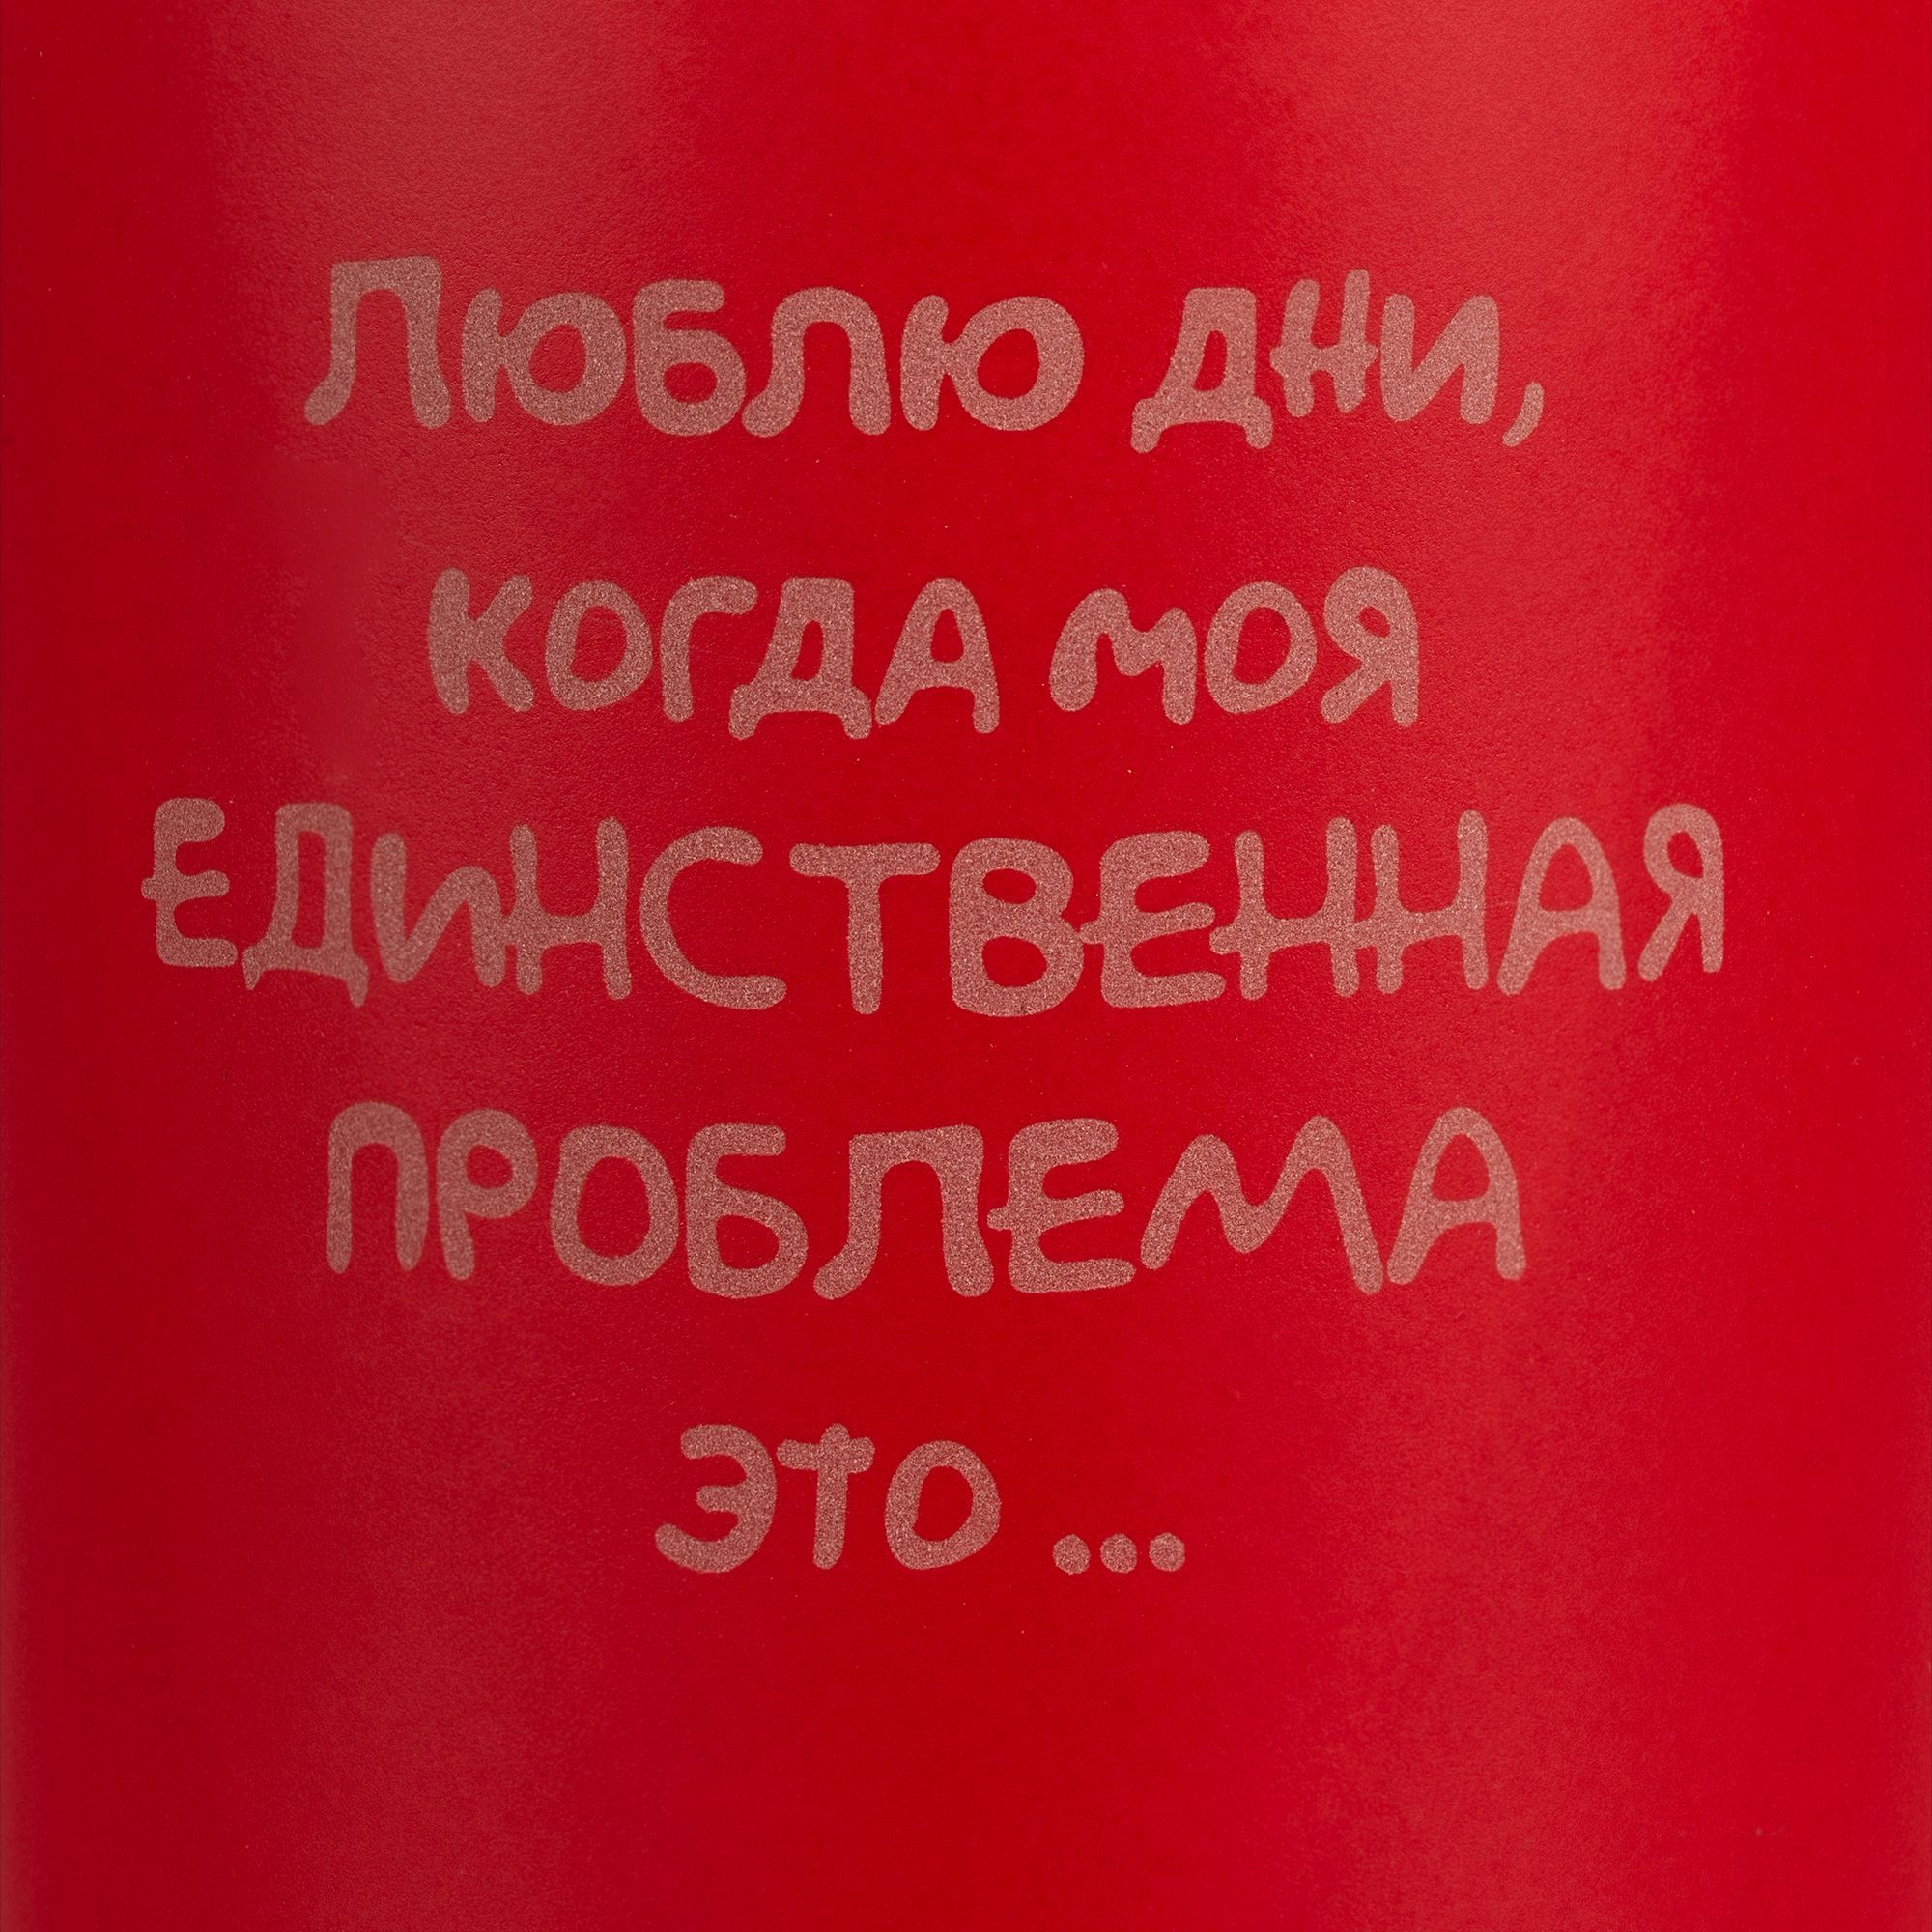 Люблю дни,
когда моя
ЕДИНСТВЕННАЯ
ПРОБЛЕМА
это ...